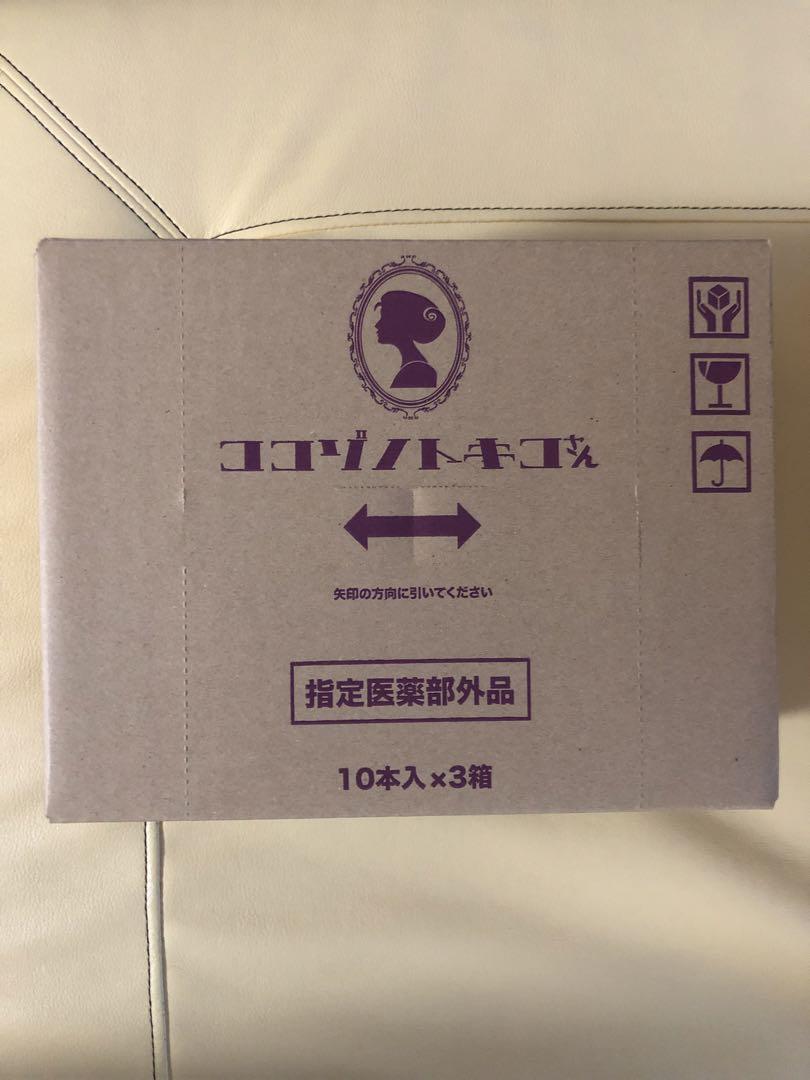 ココゾノトキコさん
矢印の方向に引いてください
指定医薬部外品
10本入×3箱